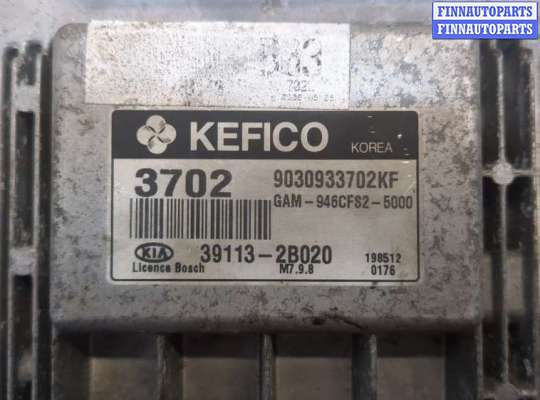 FINNAUTOPARTS
FINNAUTOPARTS
702
KEFICO
KOREA
3702
9030933702KF
GAM-946CFS2-5000
KIA
39113-2B020
198512
Licence Bosch
M7.9.8
0176